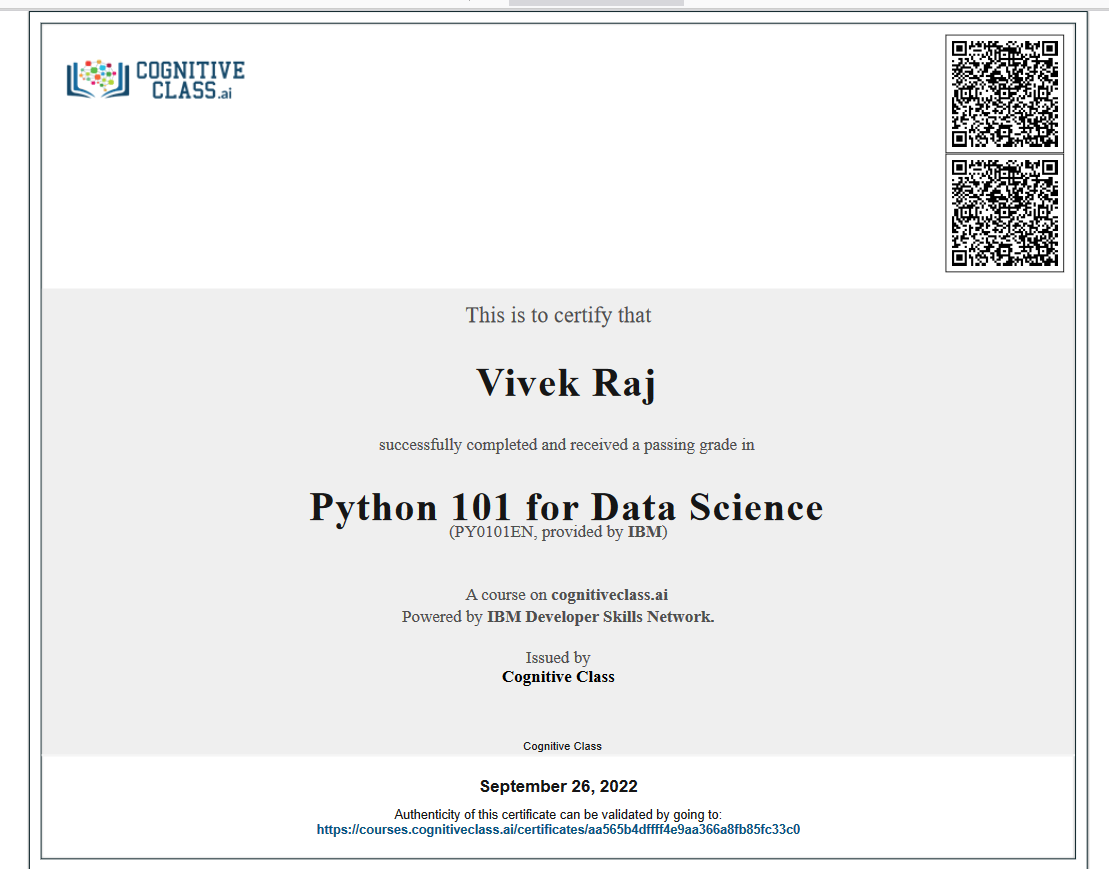 COGNITIVE
CLASS.ai
This is to certify that
Vivek Raj
successfully completed and received a passing grade in
Python 101 for Data Science
(PY0101EN, provided by IBM)
A course on cognitiveclass.ai
Powered by IBM Developer Skills Network.
Issued by
Cognitive Class
Cognitive Class
September 26, 2022
Authenticity of this certificate can be validated by going to:
https://courses.cognitiveclass.ai/certificates/aa565b4dffff4e9aa366a8fb85fc33c0